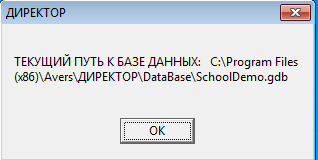 ДИРЕКТОР
ТЕКУЩИЙ ПУТЬ К БАЗЕ ДАННЫХ: C:\Program Files
(x86)\Avers\ДИРЕКТОР\DataBase\SchoolDemo.gdb
OK